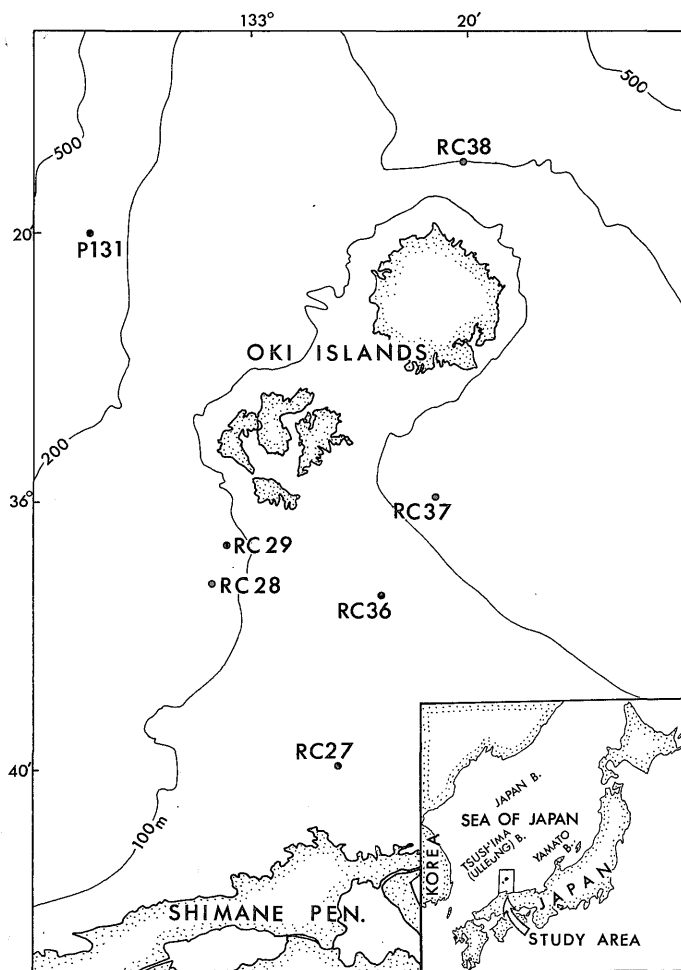 133° 20′
500
500
RC38
20′
P131
OKI ISLANDS
200
36°
RC37
RC29
RC28
RC36
RC27
40′
100m
SHIMANE PEN.
JAPAN B.
SEA OF JAPAN
TSUSHIMA
(ULLEUNG) B.
YAMATO
B.
KOREA
JAPAN
STUDY AREA